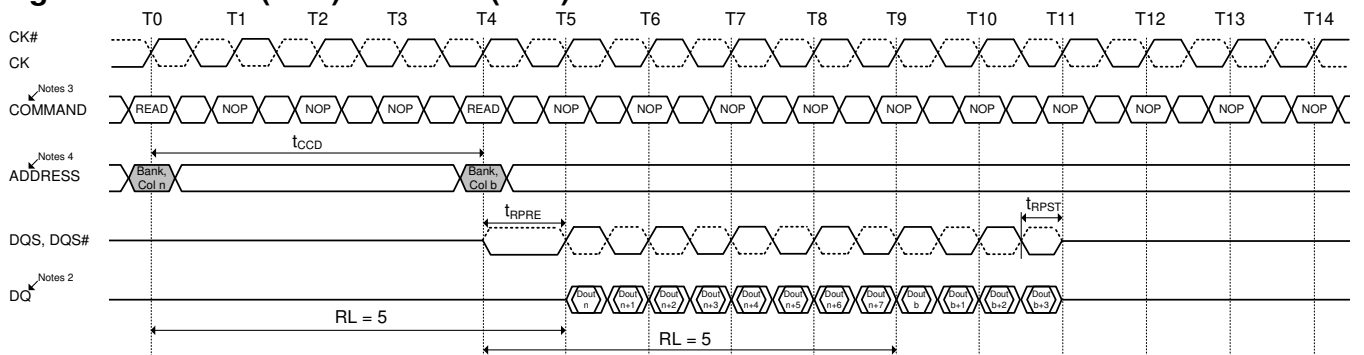 T0 T1 T2 T3 T4 T5 T6 T7 T8 T9 T10 T11 T12 T13 T14
CK#
CK
Notes 3
COMMAND READ NOP NOP NOP READ NOP NOP NOP NOP NOP NOP NOP NOP NOP NOP
tCCD
Notes 4
ADDRESS
Bank, Col n
Bank, Col b
tRPRE
tRPST
DQS, DQS#
Notes 2
DQ
Dout n
Dout n+1
Dout n+2
Dout n+3
Dout n+4
Dout n+5
Dout n+6
Dout n+7
Dout b
Dout b+1
Dout b+2
Dout b+3
RL = 5
RL = 5